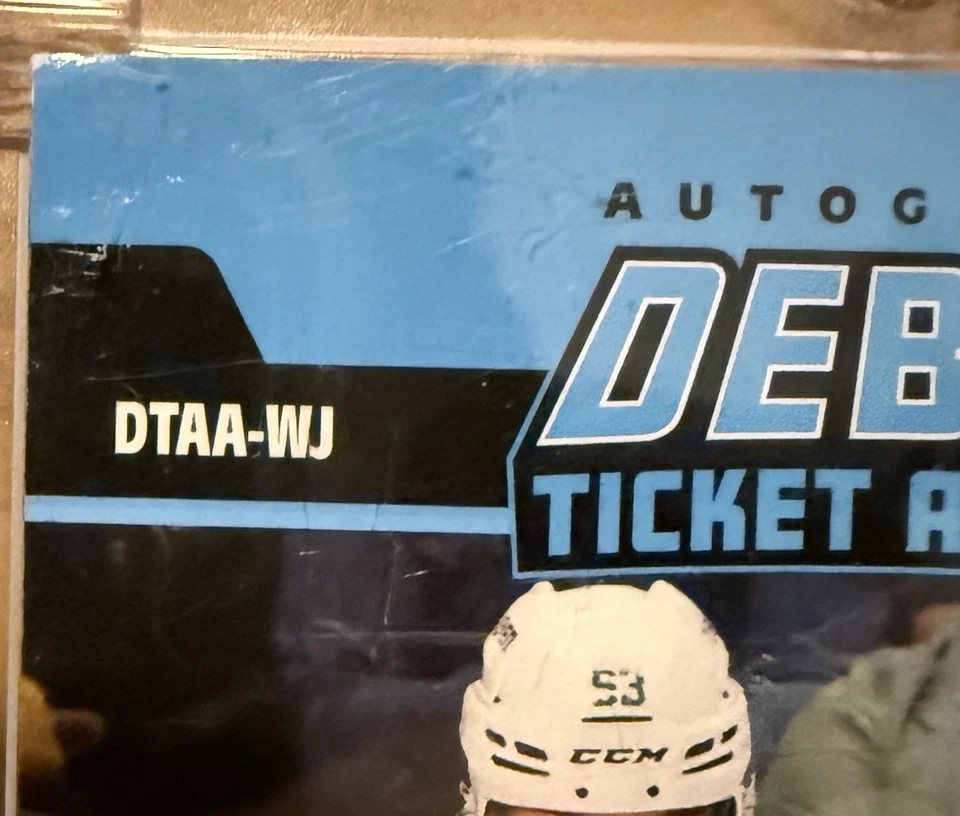 AUTOG
DEB
DTAA-WJ
TICKET A
53
CCM